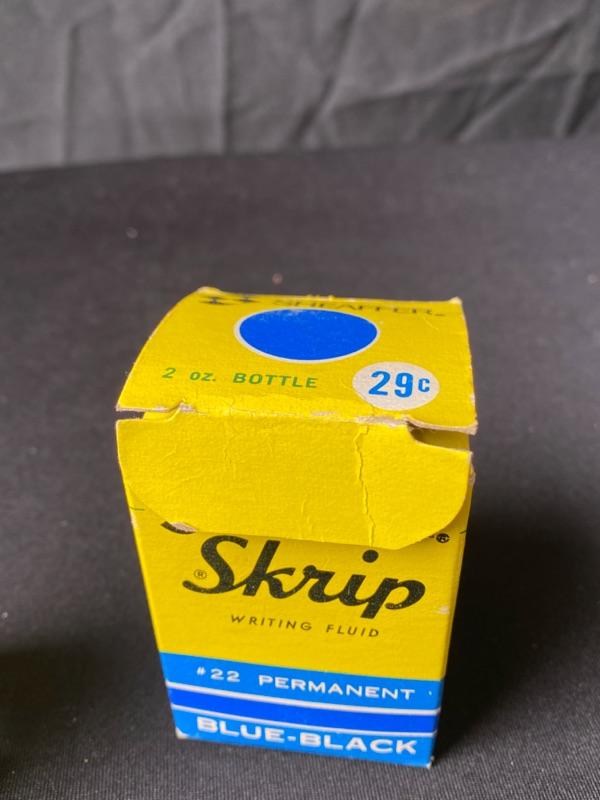 SHEAFFER®
2 oz. BOTTLE
29¢
Skrip
®
WRITING FLUID
#22 PERMANENT
BLUE-BLACK